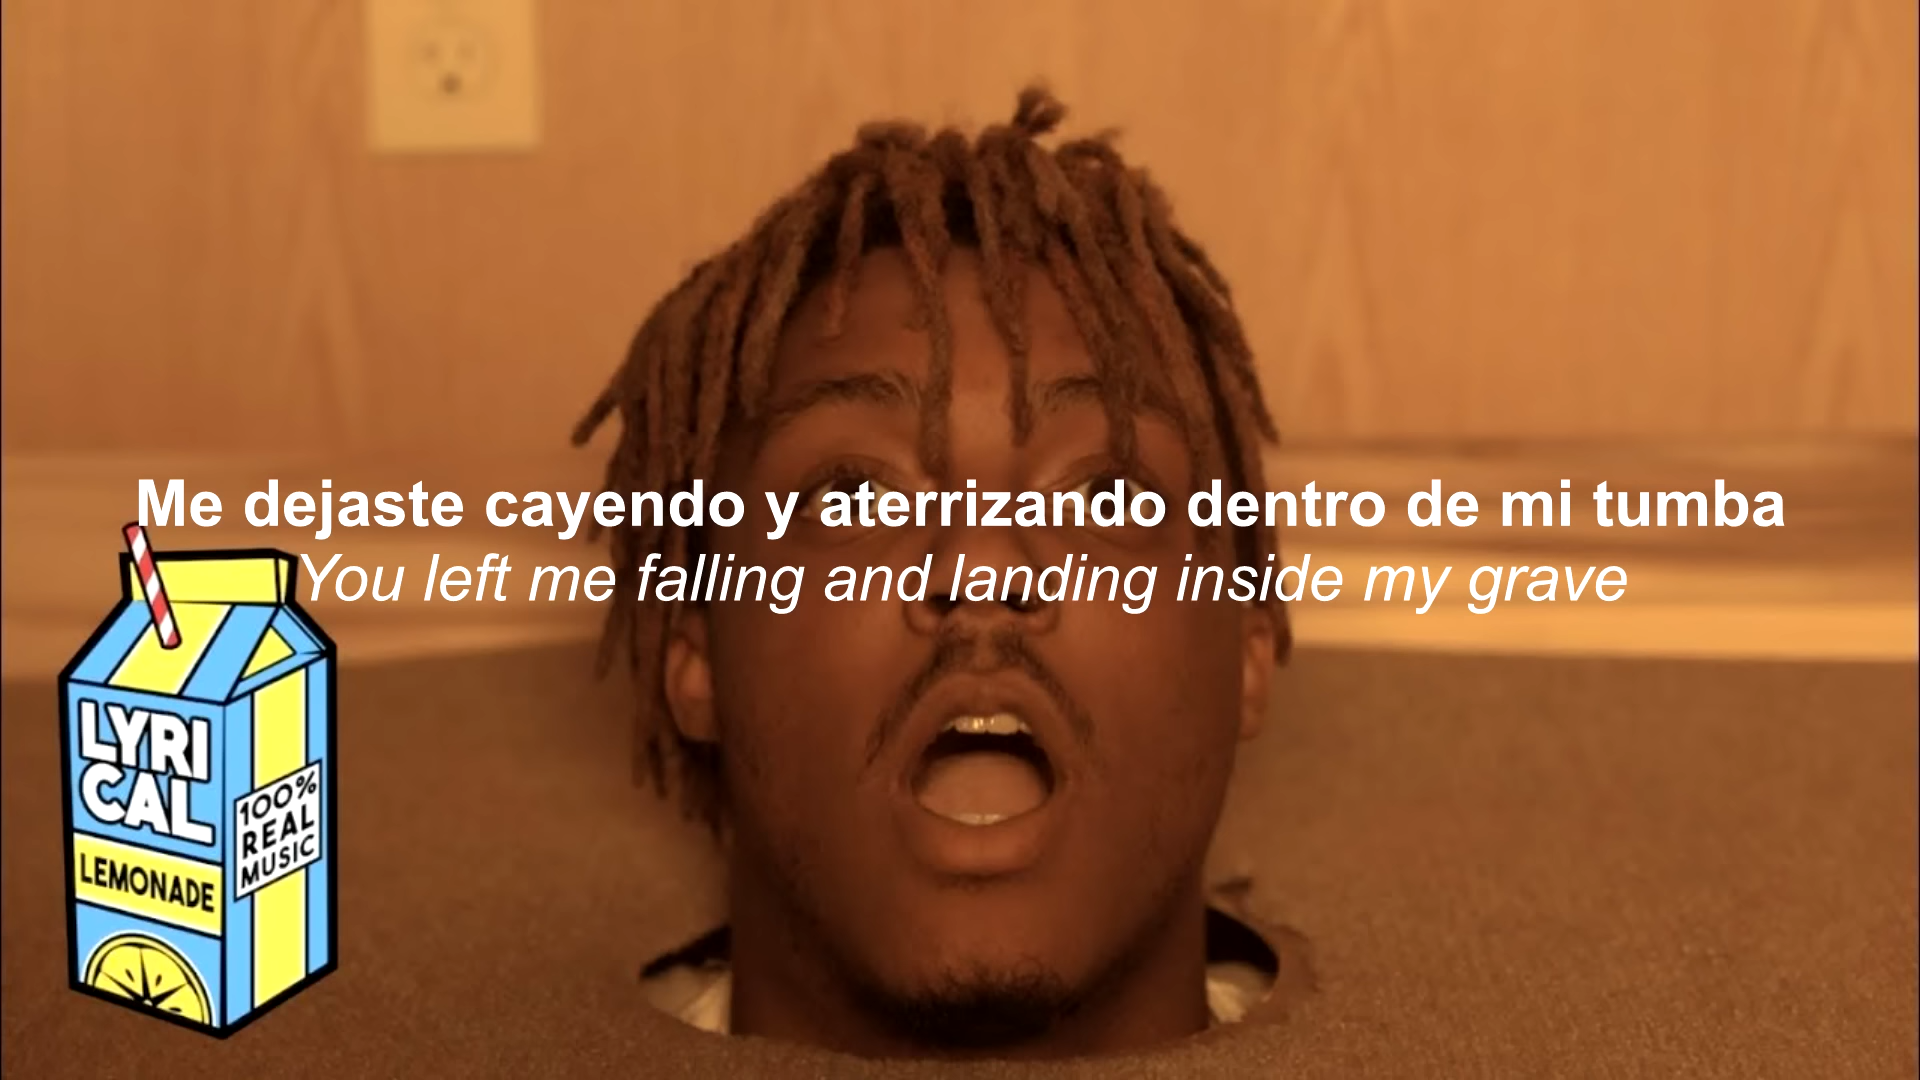 Me dejaste cayendo y aterrizando dentro de mi tumba
You left me falling and landing inside my grave
LYRI
CAL
LEMONADE
100%
REAL
MUSIC